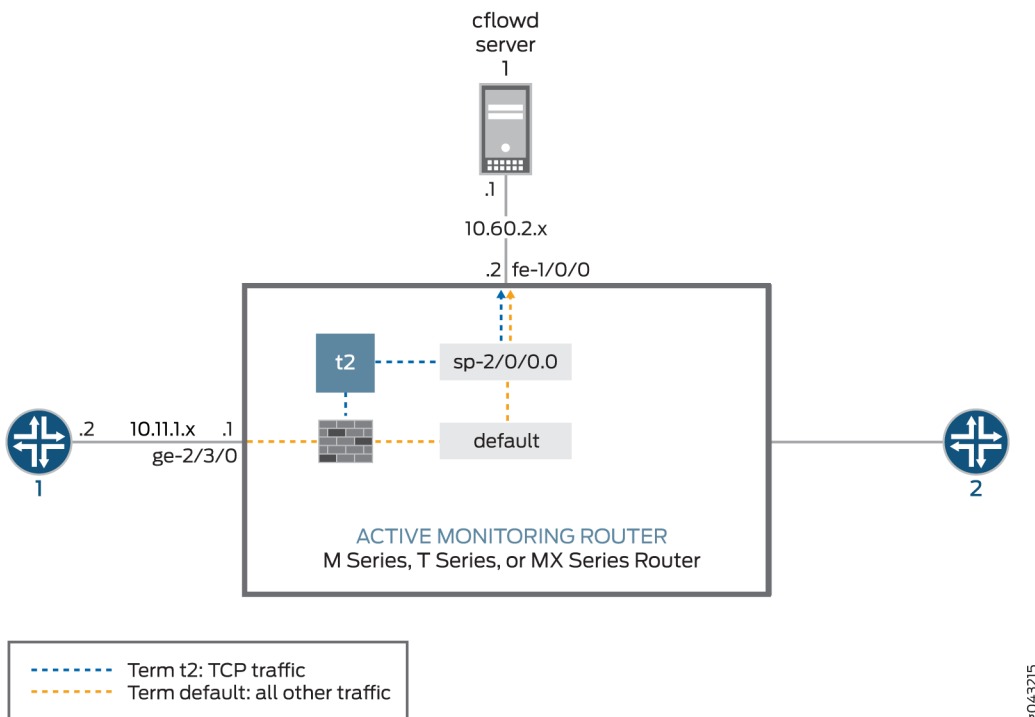 cflowd
server
1
.1
10.60.2.x
.2 fe-1/0/0
t2
sp-2/0/0.0
.2 10.11.1.x .1
ge-2/3/0
default
1
2
ACTIVE MONITORING ROUTER
M Series, T Series, or MX Series Router
Term t2: TCP traffic
Term default: all other traffic
g043215